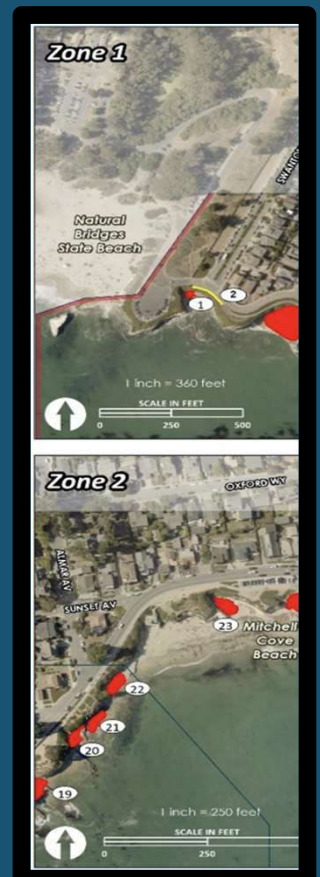 Zone 1
SWANTO
Natural
Bridges
State Beach
1
2
1 inch = 360 feet
SCALE IN FEET
0 250 500
Zone 2
OXFORD WY
ALMAR AV
SUNSET AV
23
Mitchell
Cove
Beach
22
21
20
19
1 inch = 250 feet
SCALE IN FEET
0 250